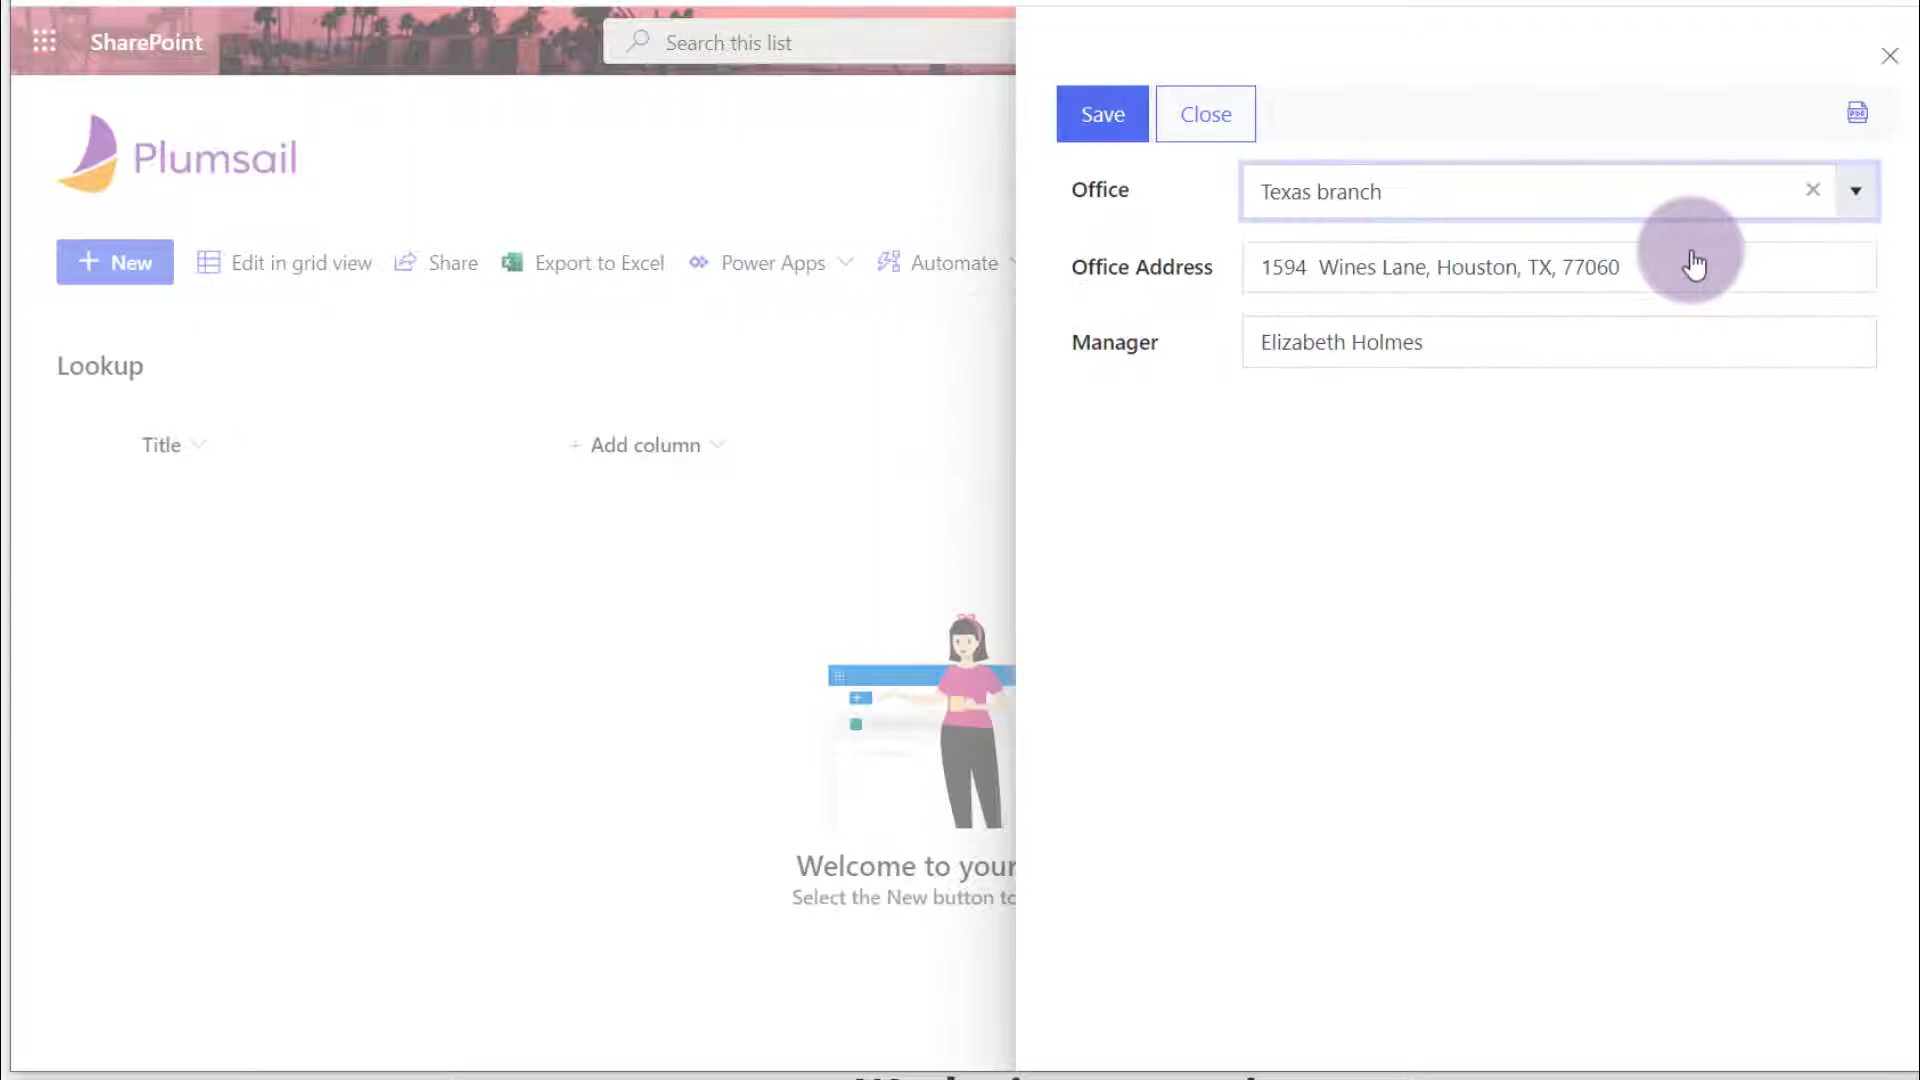 SharePoint
Search this list
Plumsail
New
Edit in grid view
Share
Export to Excel
Power Apps
Automate
Lookup
Title
Add column
Welcome to your
Select the New button to
Save
Close
PDF
Office
Texas branch
Office Address
1594 Wines Lane, Houston, TX, 77060
Manager
Elizabeth Holmes